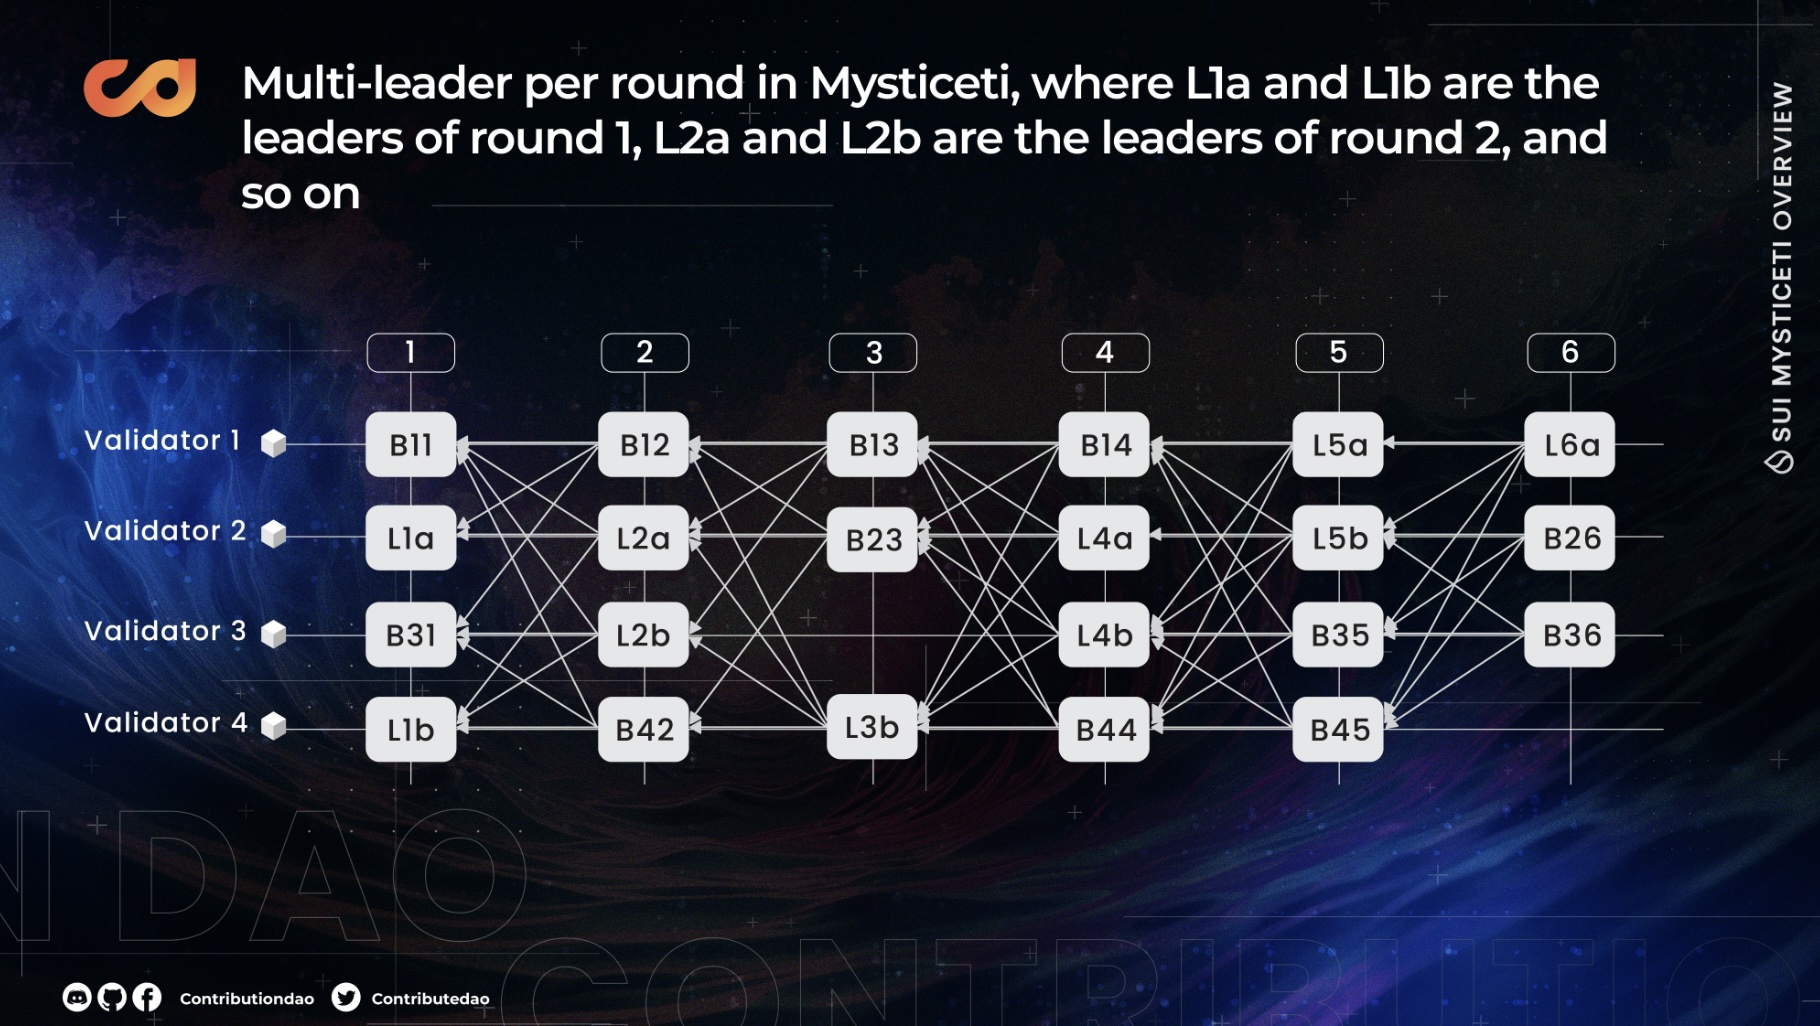 Multi-leader per round in Mysticeti, where L1a and L1b are the
leaders of round 1, L2a and L2b are the leaders of round 2, and
so on
SUI MYSTICETI OVERVIEW
1 2 3 4 5 6
Validator 1 B11 B12 B13 B14 L5a L6a
Validator 2 L1a L2a B23 L4a L5b B26
Validator 3 B31 L2b L4b B35 B36
Validator 4 L1b B42 L3b B44 B45
N DAO
CONTRIBUTIO
Contributiondao Contributedao